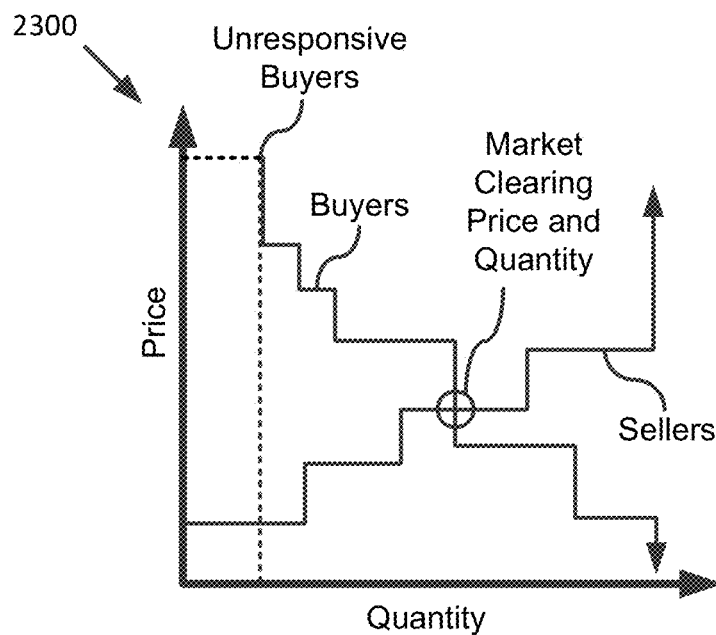 2300
Unresponsive
Buyers
Market
Clearing
Price and
Quantity
Buyers
Price
Sellers
Quantity